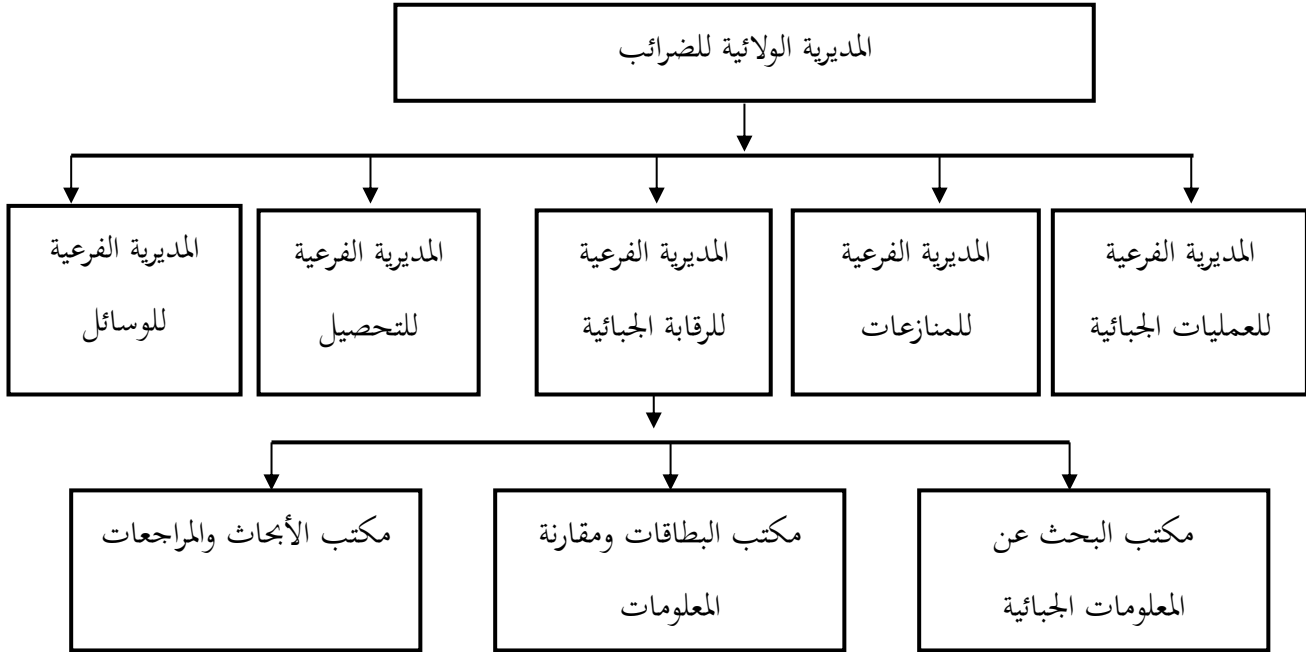 المديرية الولائية للضرائب
المديرية الفرعية
للعمليات الجبائية
المديرية الفرعية
للمنازعات
المديرية الفرعية
للرقابة الجبائية
المديرية الفرعية
للتحصيل
المديرية الفرعية
للوسائل
مكتب البحث عن
المعلومات الجبائية
مكتب البطاقات ومقارنة
المعلومات
مكتب الأبحاث والمراجعات